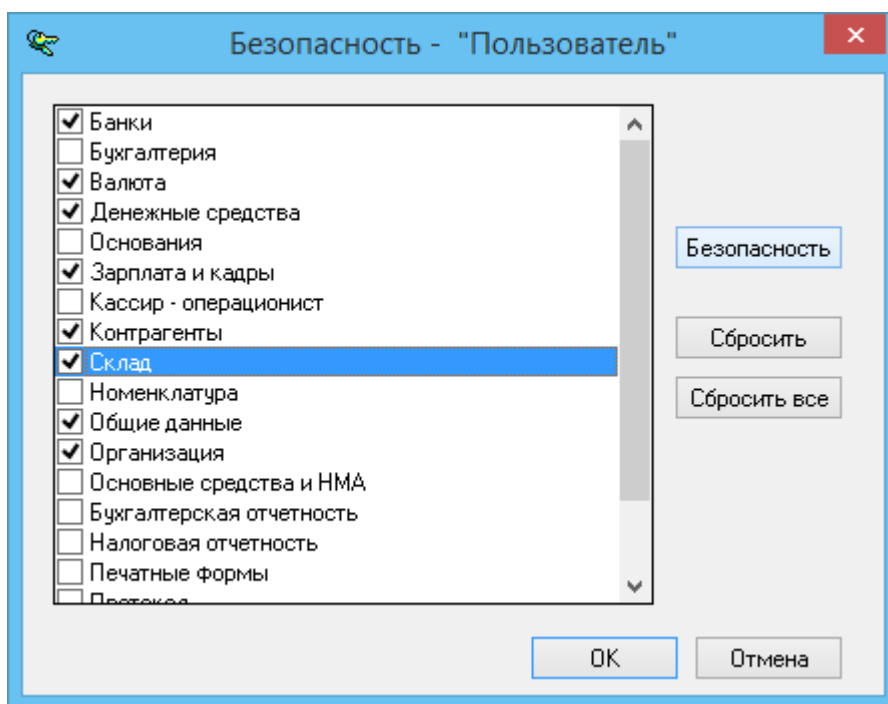 Безопасность - "Пользователь"
Банки
Бухгалтерия
Валюта
Денежные средства
Основания
Зарплата и кадры
Кассир - операционист
Контрагенты
Склад
Номенклатура
Общие данные
Организация
Основные средства и НМА
Бухгалтерская отчетность
Налоговая отчетность
Печатные формы
Протокол
Безопасность
Сбросить
Сбросить все
OK
Отмена